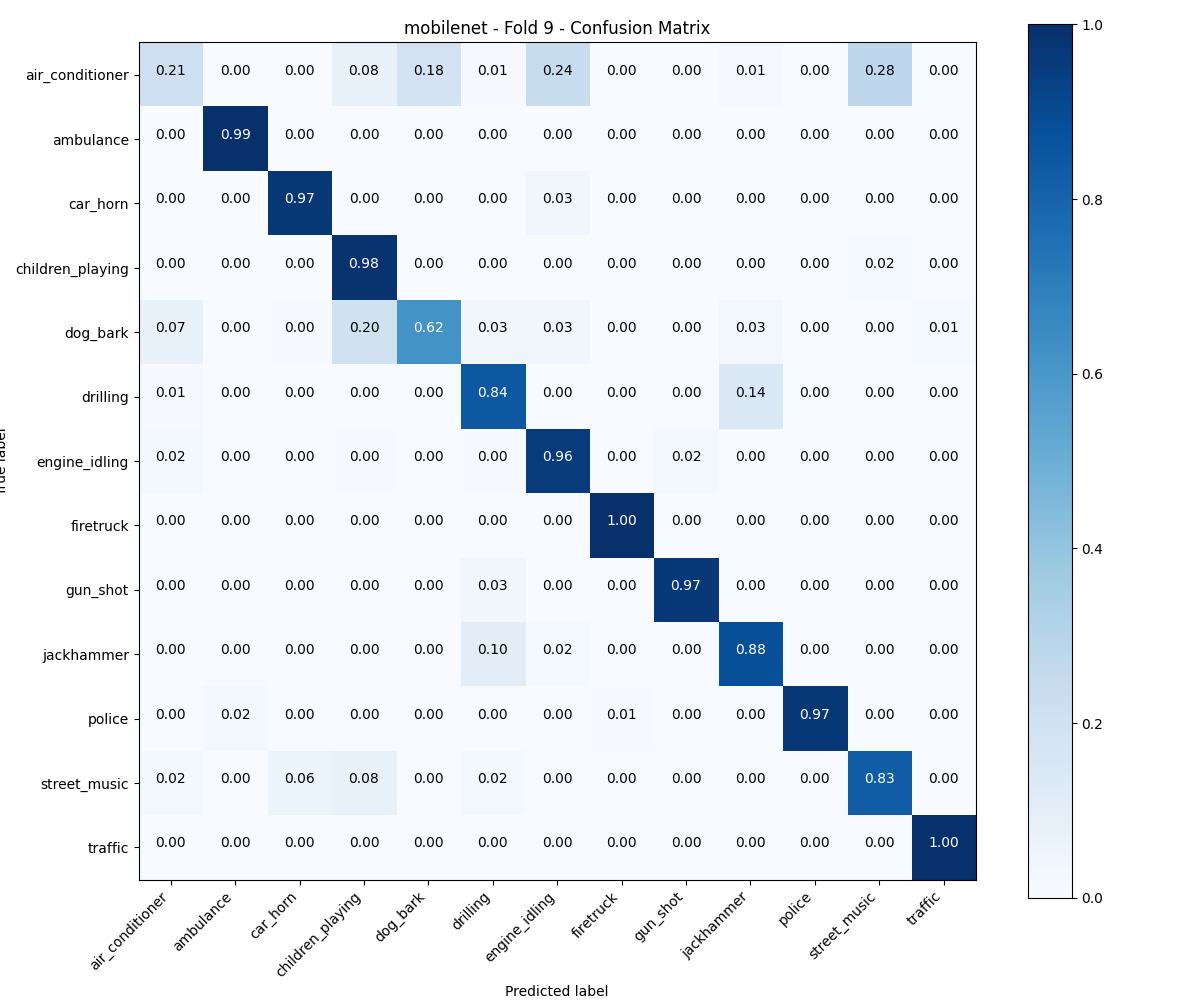 mobilenet - Fold 9 - Confusion Matrix
air_conditioner 0.21 0.00 0.00 0.08 0.18 0.01 0.24 0.00 0.00 0.01 0.00 0.28 0.00
ambulance 0.00 0.99 0.00 0.00 0.00 0.00 0.00 0.00 0.00 0.00 0.00 0.00 0.00
car_horn 0.00 0.00 0.97 0.00 0.00 0.00 0.03 0.00 0.00 0.00 0.00 0.00 0.00
children_playing 0.00 0.00 0.00 0.98 0.00 0.00 0.00 0.00 0.00 0.00 0.00 0.02 0.00
dog_bark 0.07 0.00 0.00 0.20 0.62 0.03 0.03 0.00 0.00 0.03 0.00 0.00 0.01
drilling 0.01 0.00 0.00 0.00 0.00 0.84 0.00 0.00 0.00 0.14 0.00 0.00 0.00
engine_idling 0.02 0.00 0.00 0.00 0.00 0.00 0.96 0.00 0.02 0.00 0.00 0.00 0.00
firetruck 0.00 0.00 0.00 0.00 0.00 0.00 0.00 1.00 0.00 0.00 0.00 0.00 0.00
gun_shot 0.00 0.00 0.00 0.00 0.00 0.03 0.00 0.00 0.97 0.00 0.00 0.00 0.00
jackhammer 0.00 0.00 0.00 0.00 0.00 0.10 0.02 0.00 0.00 0.88 0.00 0.00 0.00
police 0.00 0.02 0.00 0.00 0.00 0.00 0.00 0.01 0.00 0.00 0.97 0.00 0.00
street_music 0.02 0.00 0.06 0.08 0.00 0.02 0.00 0.00 0.00 0.00 0.00 0.83 0.00
traffic 0.00 0.00 0.00 0.00 0.00 0.00 0.00 0.00 0.00 0.00 0.00 0.00 1.00
air_conditioner ambulance car_horn children_playing dog_bark drilling engine_idling firetruck gun_shot jackhammer police street_music traffic
Predicted label
1.0
0.8
0.6
0.4
0.2
0.0